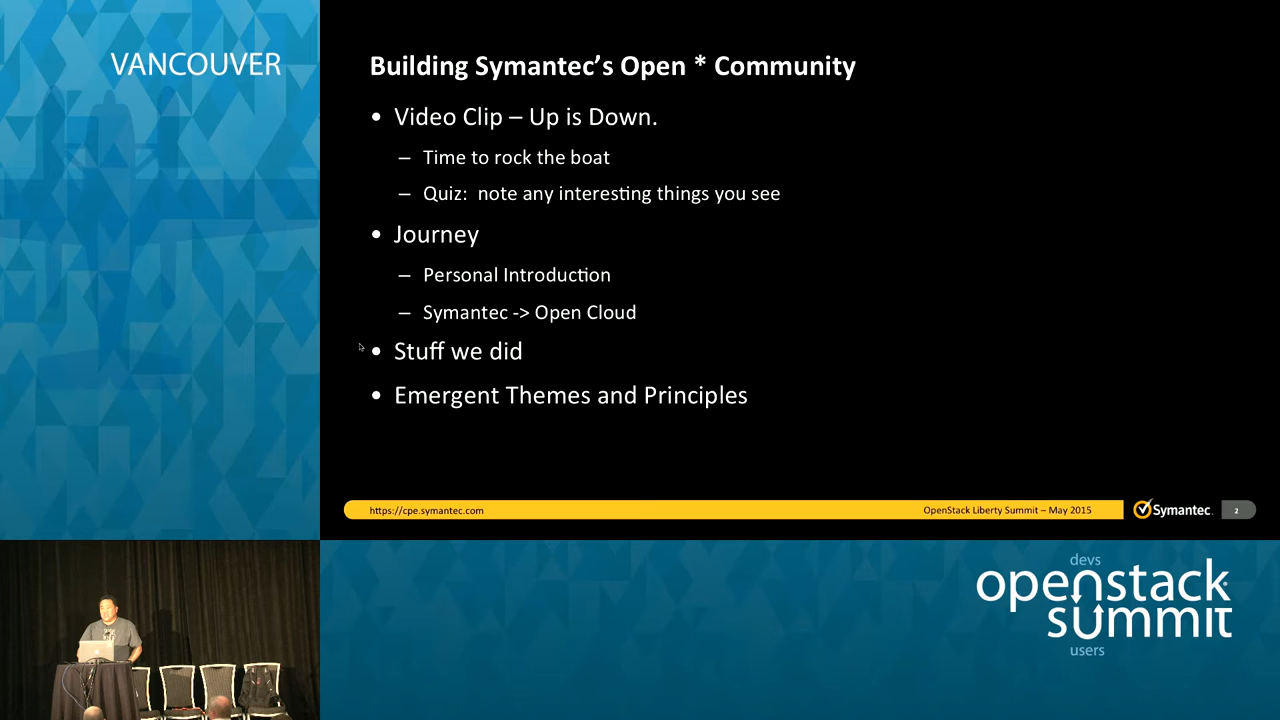 VANCOUVER
Building Symantec’s Open * Community
• Video Clip – Up is Down.
– Time to rock the boat
– Quiz:  note any interesting things you see
• Journey
– Personal Introduction
– Symantec -> Open Cloud
• Stuff we did
• Emergent Themes and Principles
https://cpe.symantec.com
OpenStack Liberty Summit – May 2015
Symantec.
2
devs
openstack
summit
users